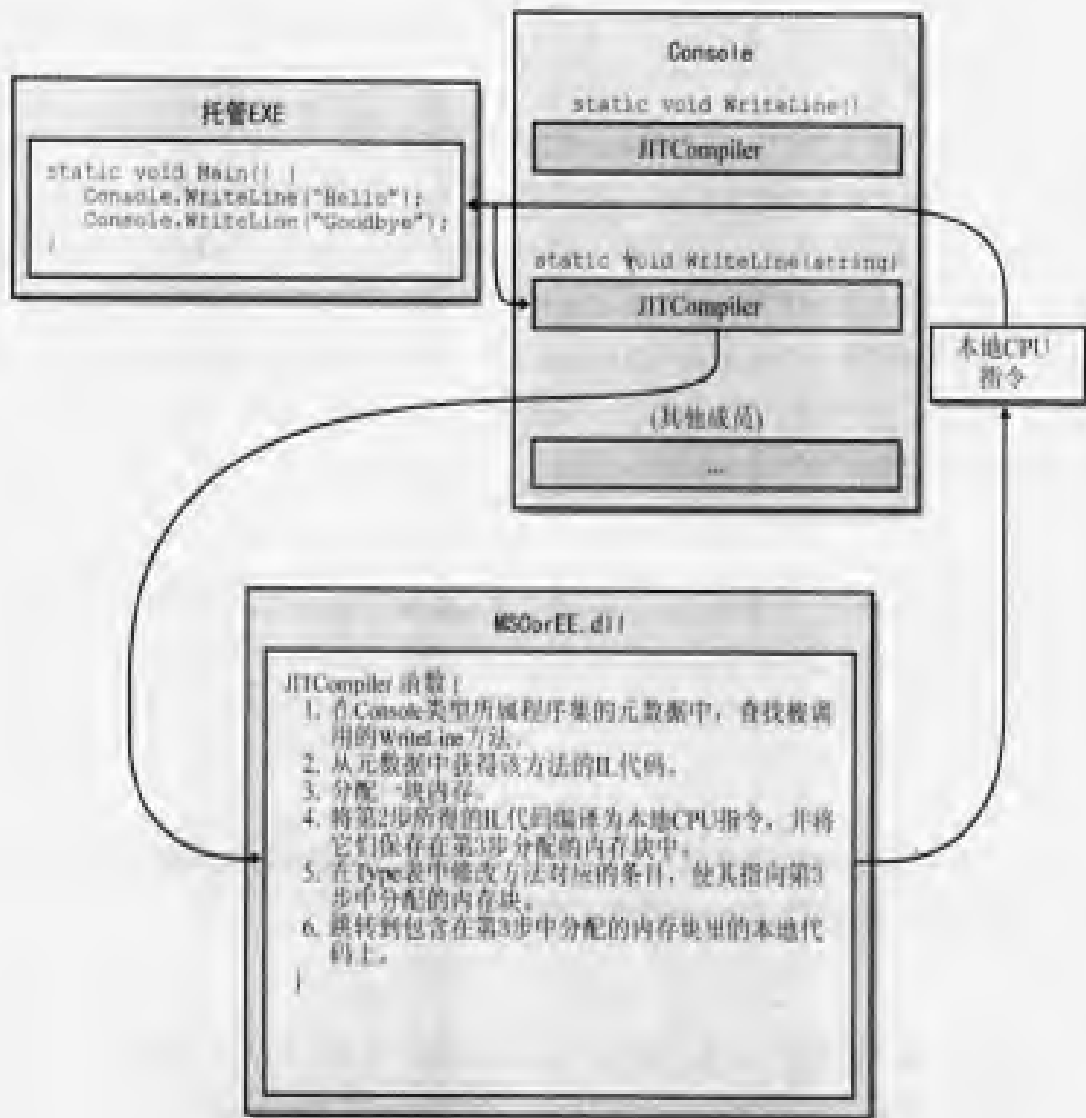 托管EXE
static void Main() {
Console.WriteLine("Hello");
Console.WriteLine("Goodbye");
}
Console
static void WriteLine()
JITCompiler
static void WriteLine(string)
JITCompiler
(其他成员)
...
本地CPU
指令
MSCorEE.dll
JITCompiler 函数 {
1. 在Console类型所属程序集的元数据中，查找被调
用的WriteLine方法。
2. 从元数据中获得该方法的IL代码。
3. 分配一块内存。
4. 将第2步所得的IL代码编译为本地CPU指令，并将
它们保存在第3步分配的内存块中。
5. 在Type表中修改方法对应的条目，使其指向第3
步中分配的内存块。
6. 跳转到包含在第3步中分配的内存块里的本地代
码上。
}